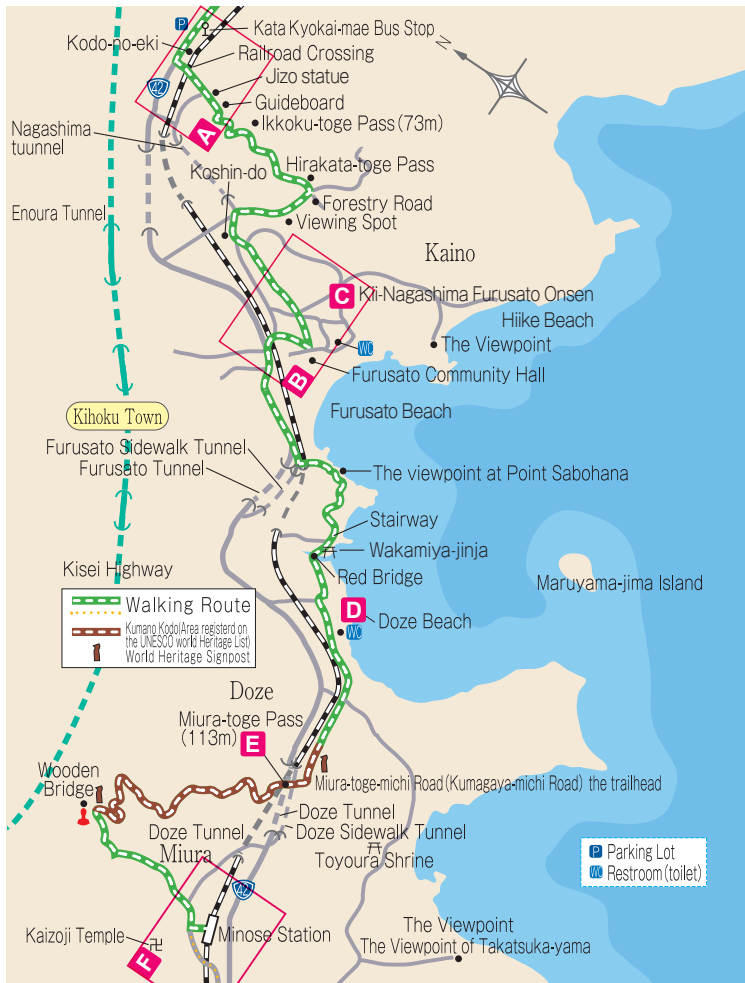 P
Kata Kyokai-mae Bus Stop
Kodo-no-eki
Railroad Crossing
N
Jizo statue
42
Guideboard
A
Ikkoku-toge Pass (73m)
Nagashima
tuunnel
Hirakata-toge Pass
Koshin-do
Forestry Road
Enoura Tunnel
Viewing Spot
Kaino
C
Kii-Nagashima Furusato Onsen
Hiike Beach
WC
The Viewpoint
B
Furusato Community Hall
Kihoku Town
Furusato Beach
Furusato Sidewalk Tunnel
Furusato Tunnel
The viewpoint at Point Sabohana
Stairway
Wakamiya-jinja
Kisei Highway
Red Bridge
Maruyama-jima Island
Walking Route
Kumano Kodo(Area registerd on
the UNESCO world Heritage List)
World Heritage Signpost
D
Doze Beach
WC
Doze
Miura-toge Pass
(113m)
E
Wooden
Bridge
Miura-toge-michi Road (Kumagaya-michi Road) the trailhead
Doze Tunnel
Doze Tunnel
Doze Sidewalk Tunnel
Miura
Toyoura Shrine
P Parking Lot
WC Restroom (toilet)
42
Kaizoji Temple
Minose Station
The Viewpoint
The Viewpoint of Takatsuka-yama
F